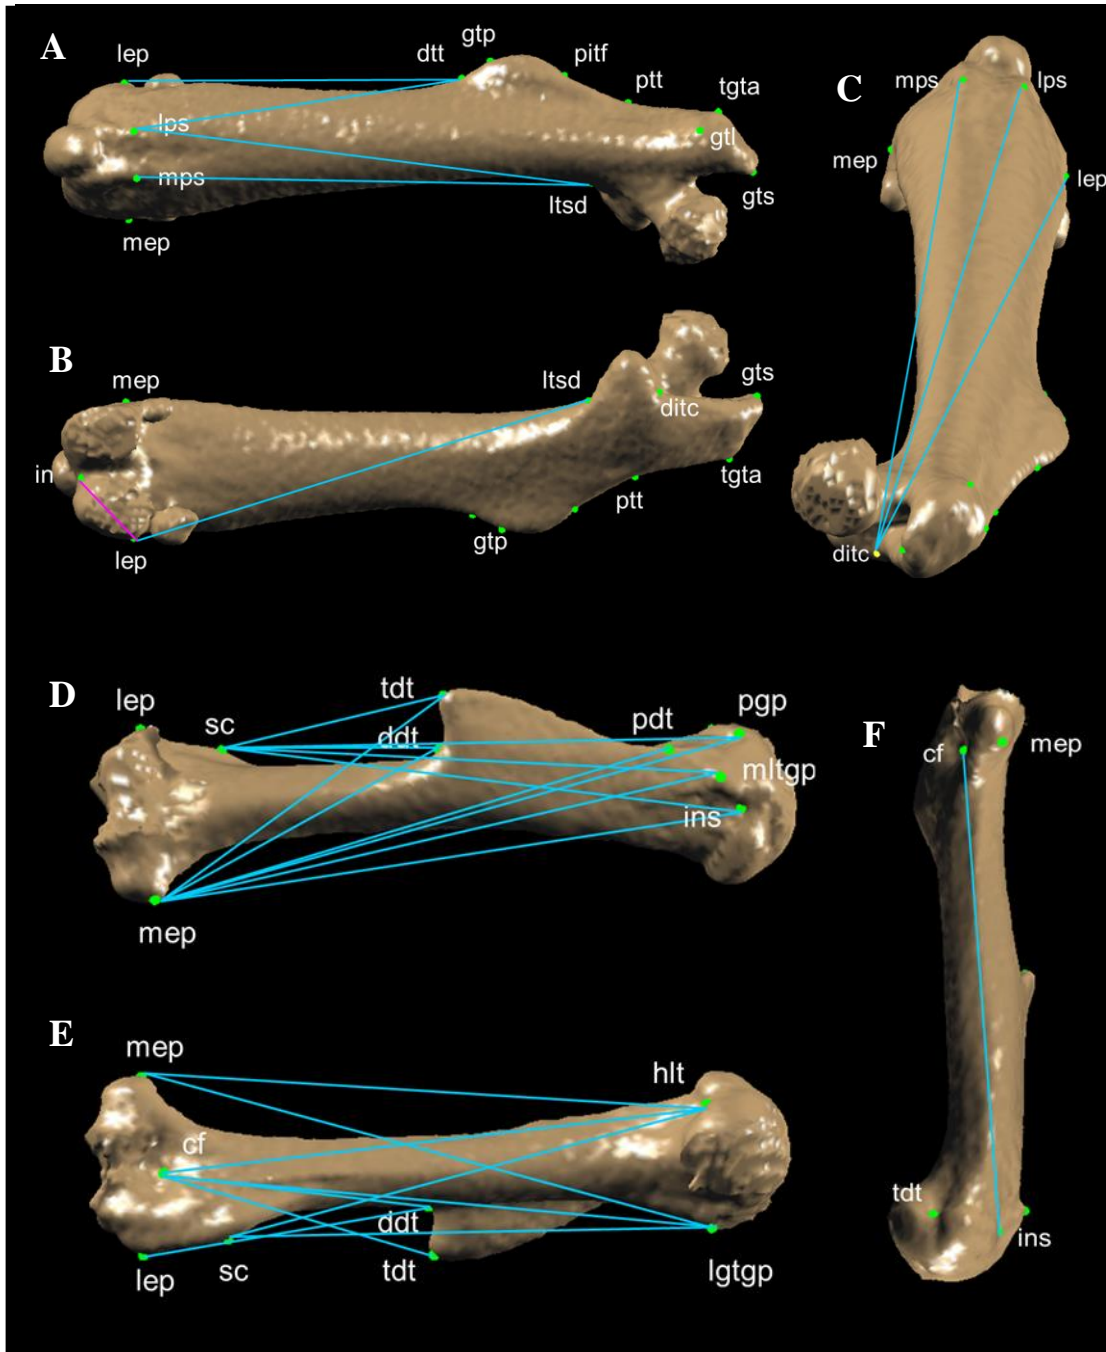 A
lep
dtt
gtp
pitf
ptt
tgta
lps
gtl
mps
gts
ltsd
mep
C
mps
lps
mep
lep
ditc
B
mep
ltsd
gts
ditc
in
tgta
ptt
gtp
lep
D
lep
sc
tdt
ddt
pdt
pgp
mltgp
ins
mep
F
cf
mep
tdt
ins
E
mep
hlt
cf
ddt
lep
sc
tdt
lgtgp